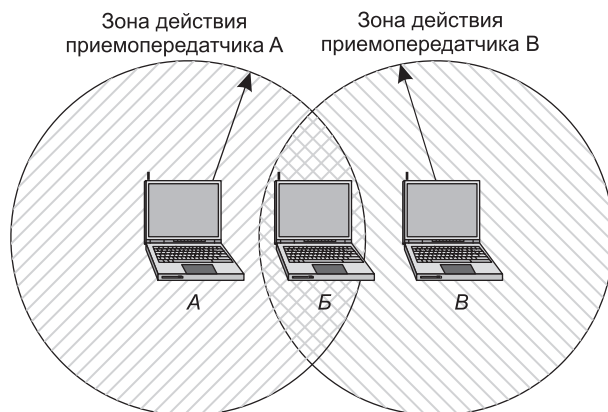 Зона действия
приемопередатчика А
Зона действия
приемопередатчика В
А
Б
В